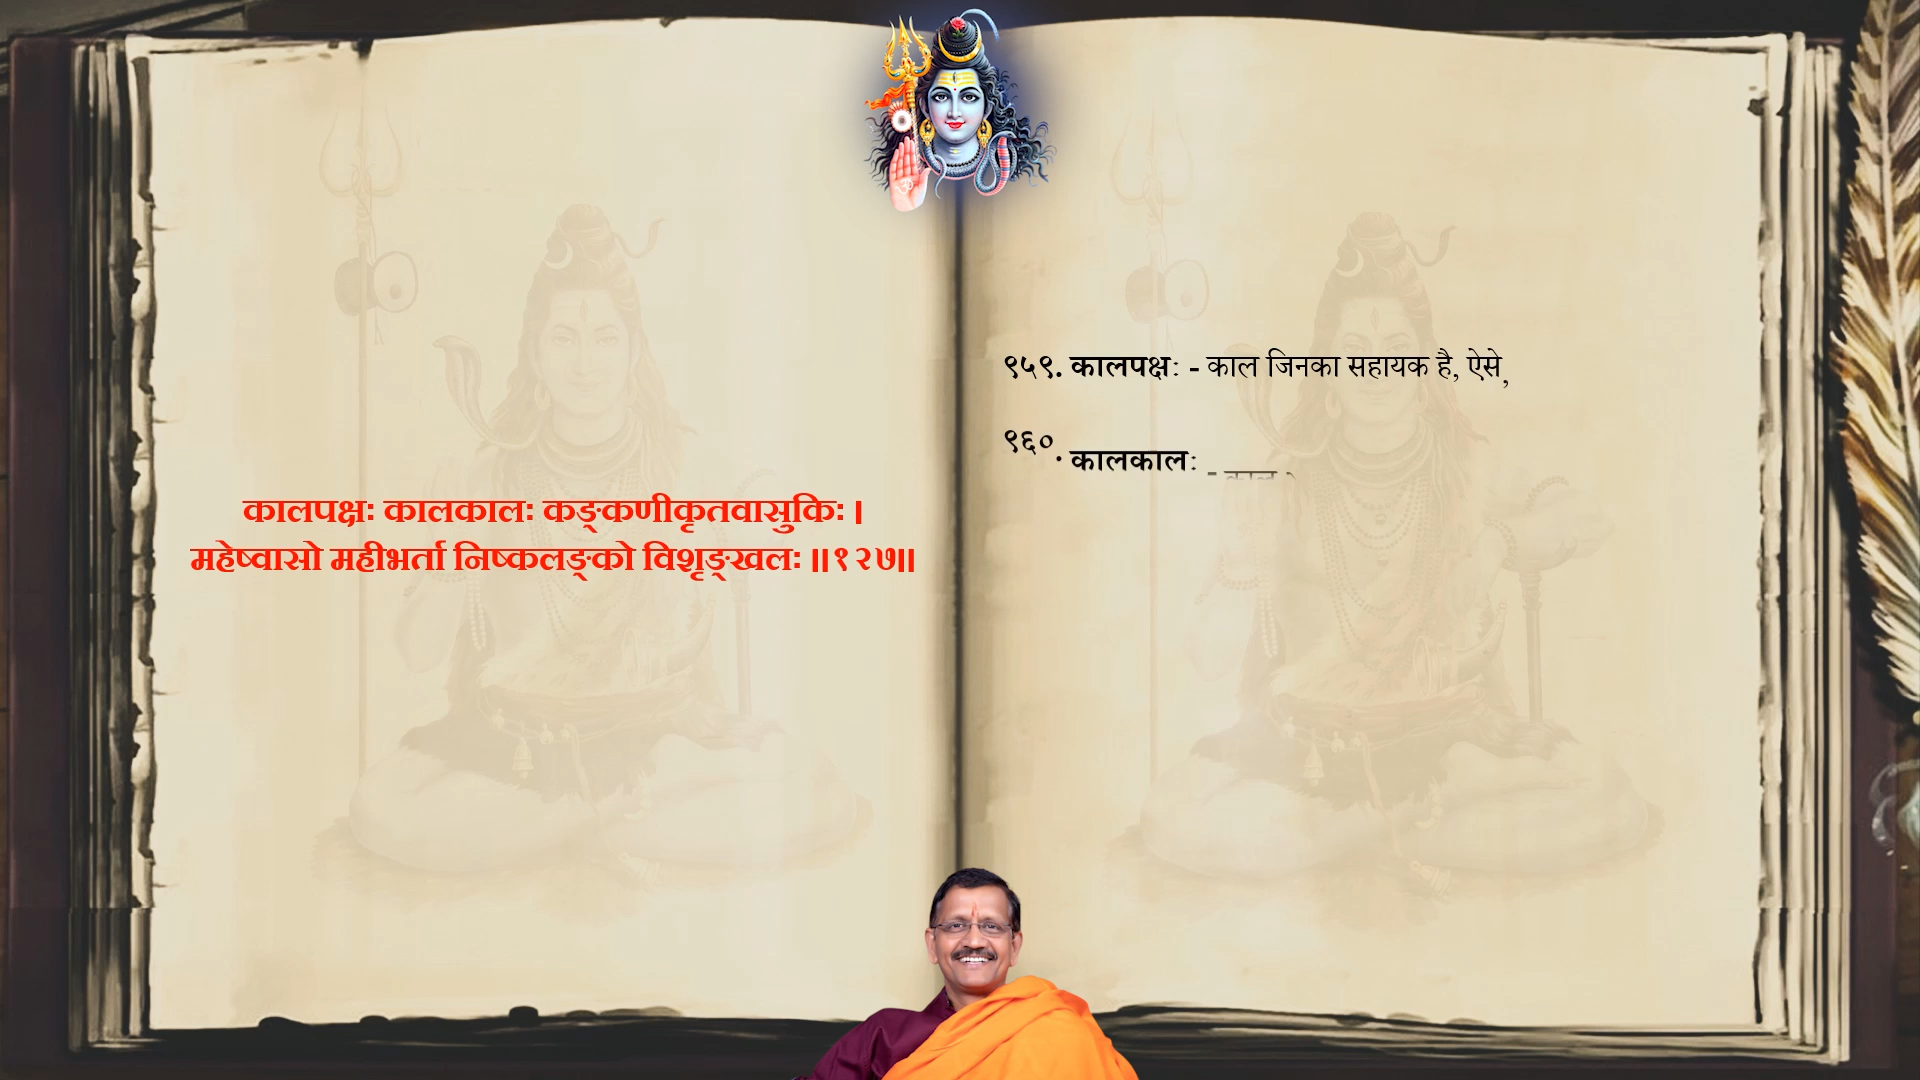 कालपक्षः कालकालः कङ्कणीकृतवासुकिः ।
महेष्वासो महीभर्ता निष्कलङ्को विशृङ्खलः ॥१२७॥
९५९. कालपक्षः - काल जिनका सहायक है, ऐसे,
९६०. कालकालः -